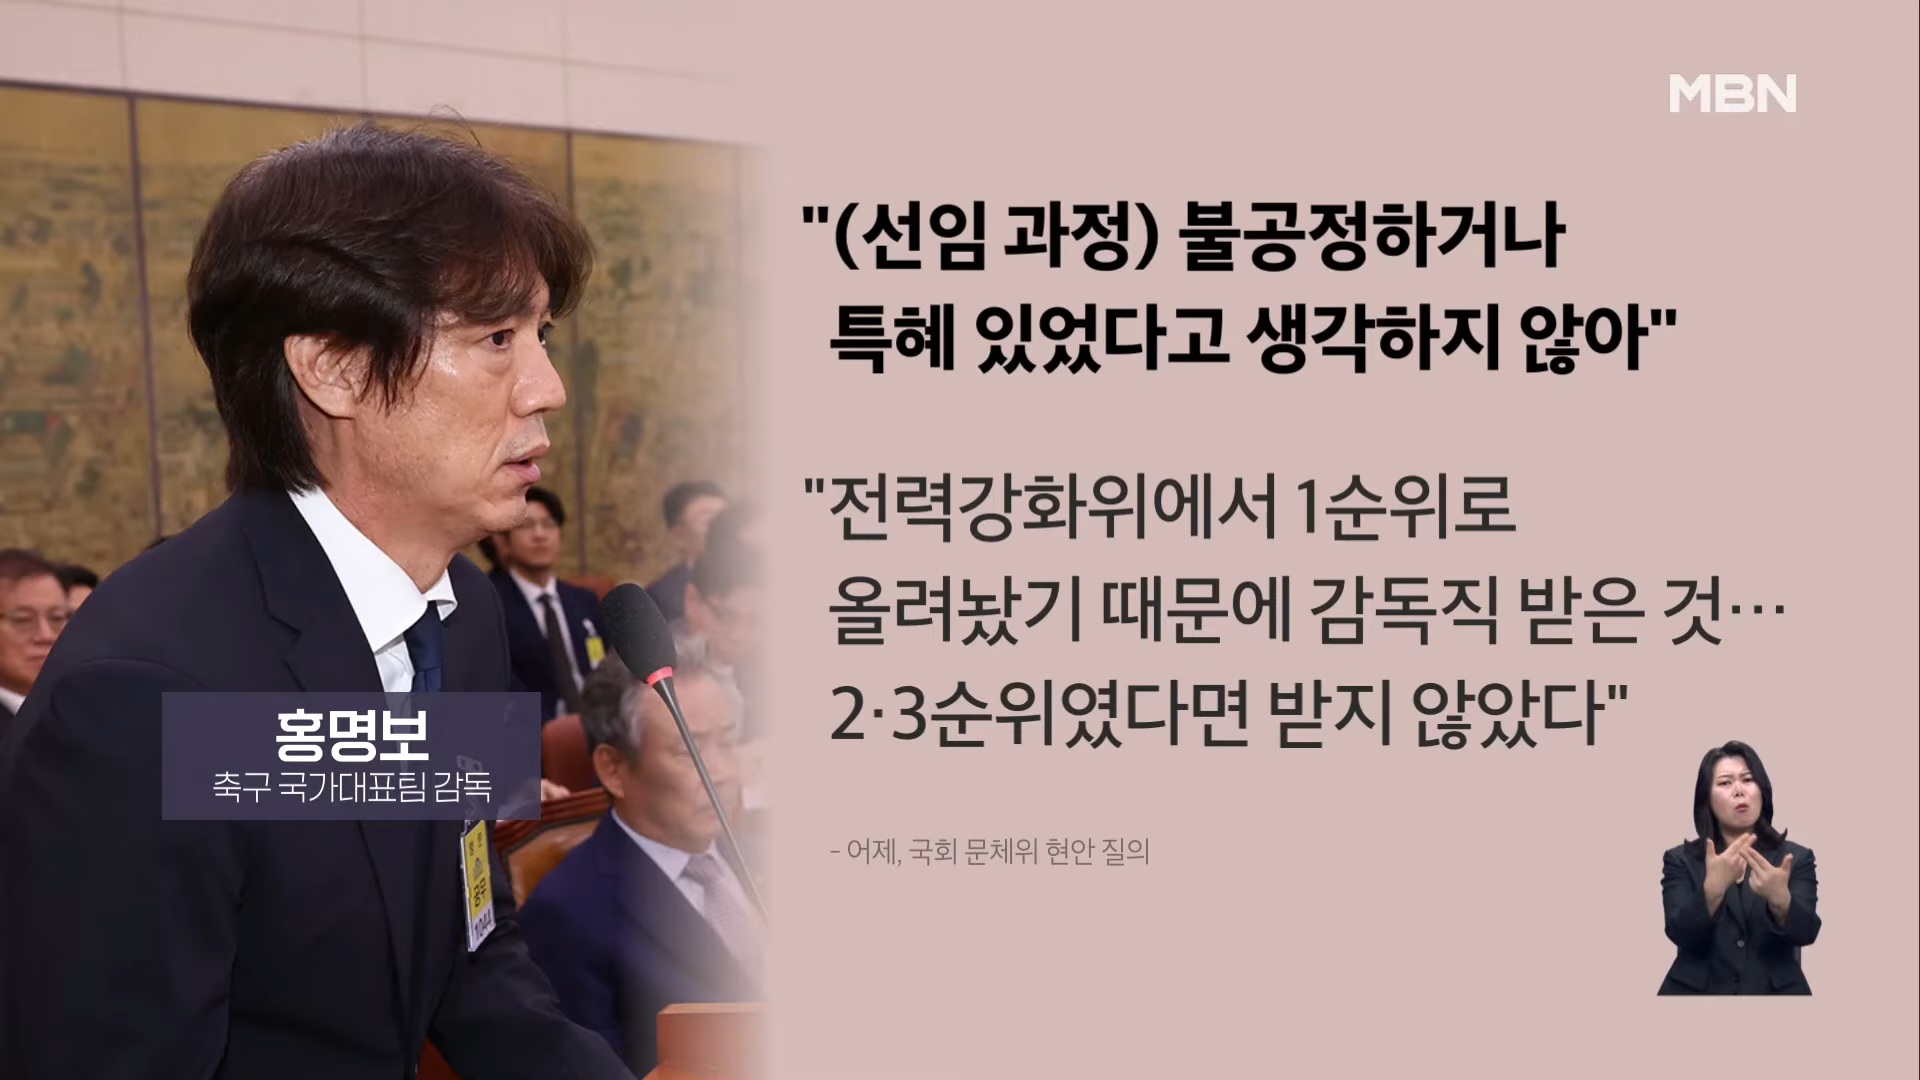 MBN
"(선임 과정) 불공정하거나
특혜 있었다고 생각하지 않아"
"전력강화위에서 1순위로
올려놨기 때문에 감독직 받은 것…
2·3순위였다면 받지 않았다"
홍명보
축구 국가대표팀 감독
- 어제, 국회 문체위 현안 질의
공무